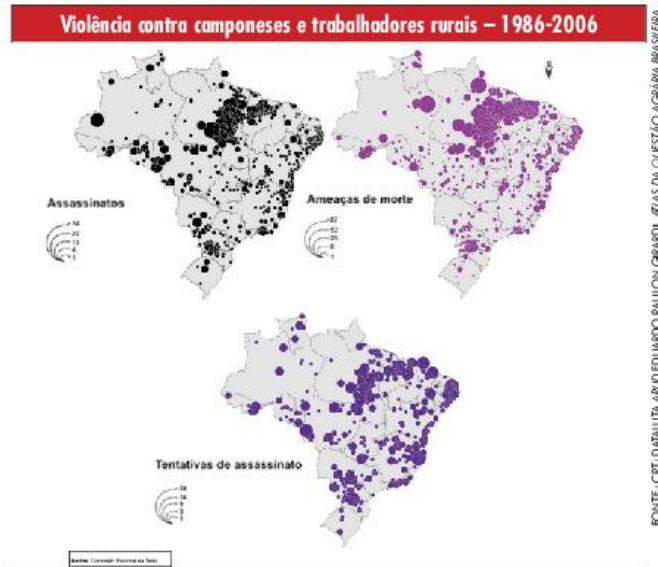 Violência contra camponeses e trabalhadores rurais – 1986-2006
Assassinatos
Ameaças de morte
Tentativas de assassinato
FONTE: CPT; DATALUTA APUD EDUARDO PAULON GIRARDI, ATLAS DA QUESTÃO AGRÁRIA BRASILEIRA